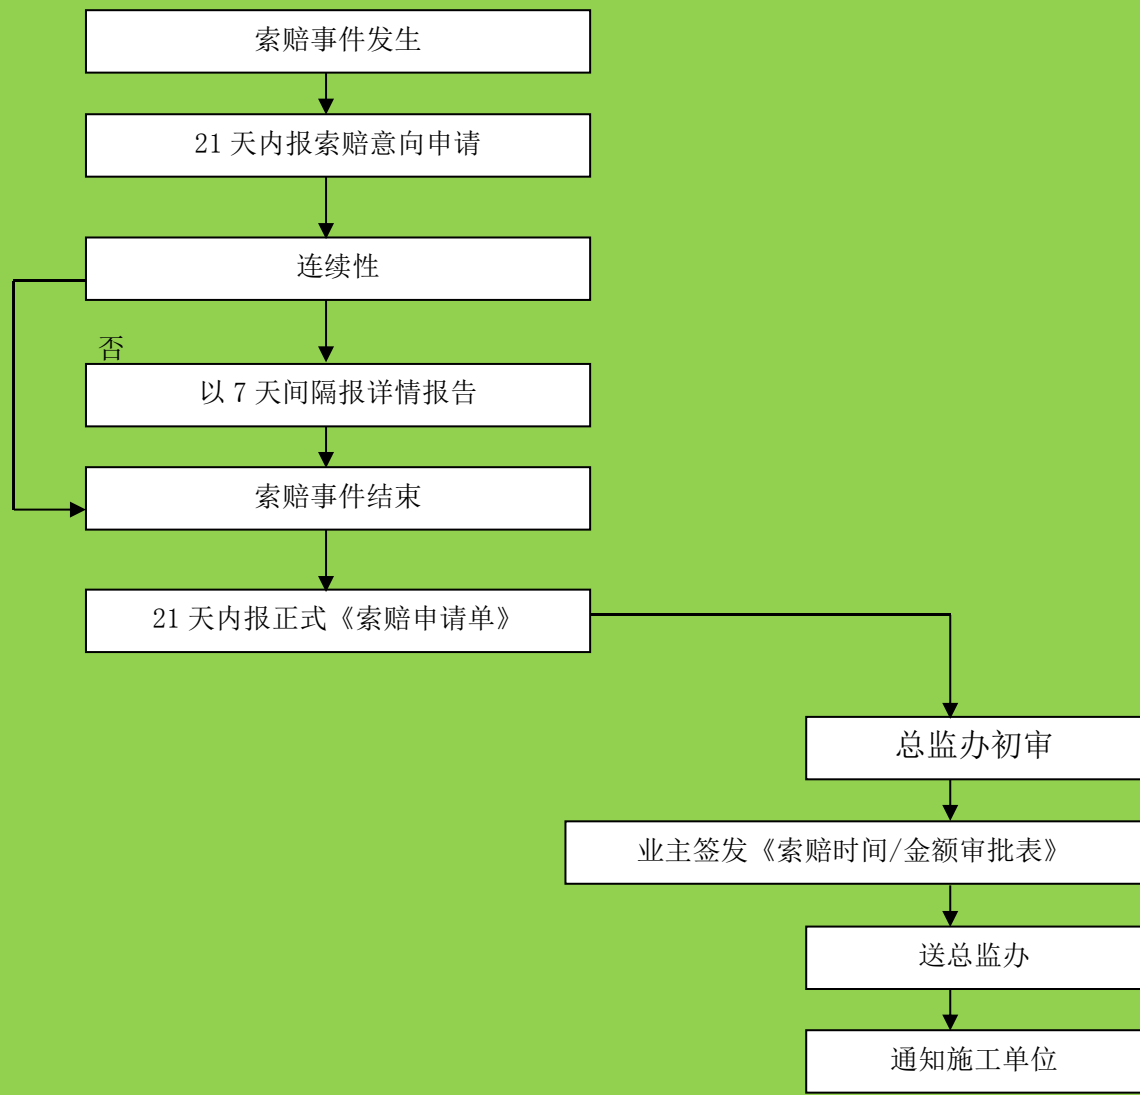 索赔事件发生
21 天内报索赔意向申请
连续性
否
以 7 天间隔报详情报告
索赔事件结束
21 天内报正式《索赔申请单》
总监办初审
业主签发《索赔时间/金额审批表》
送总监办
通知施工单位